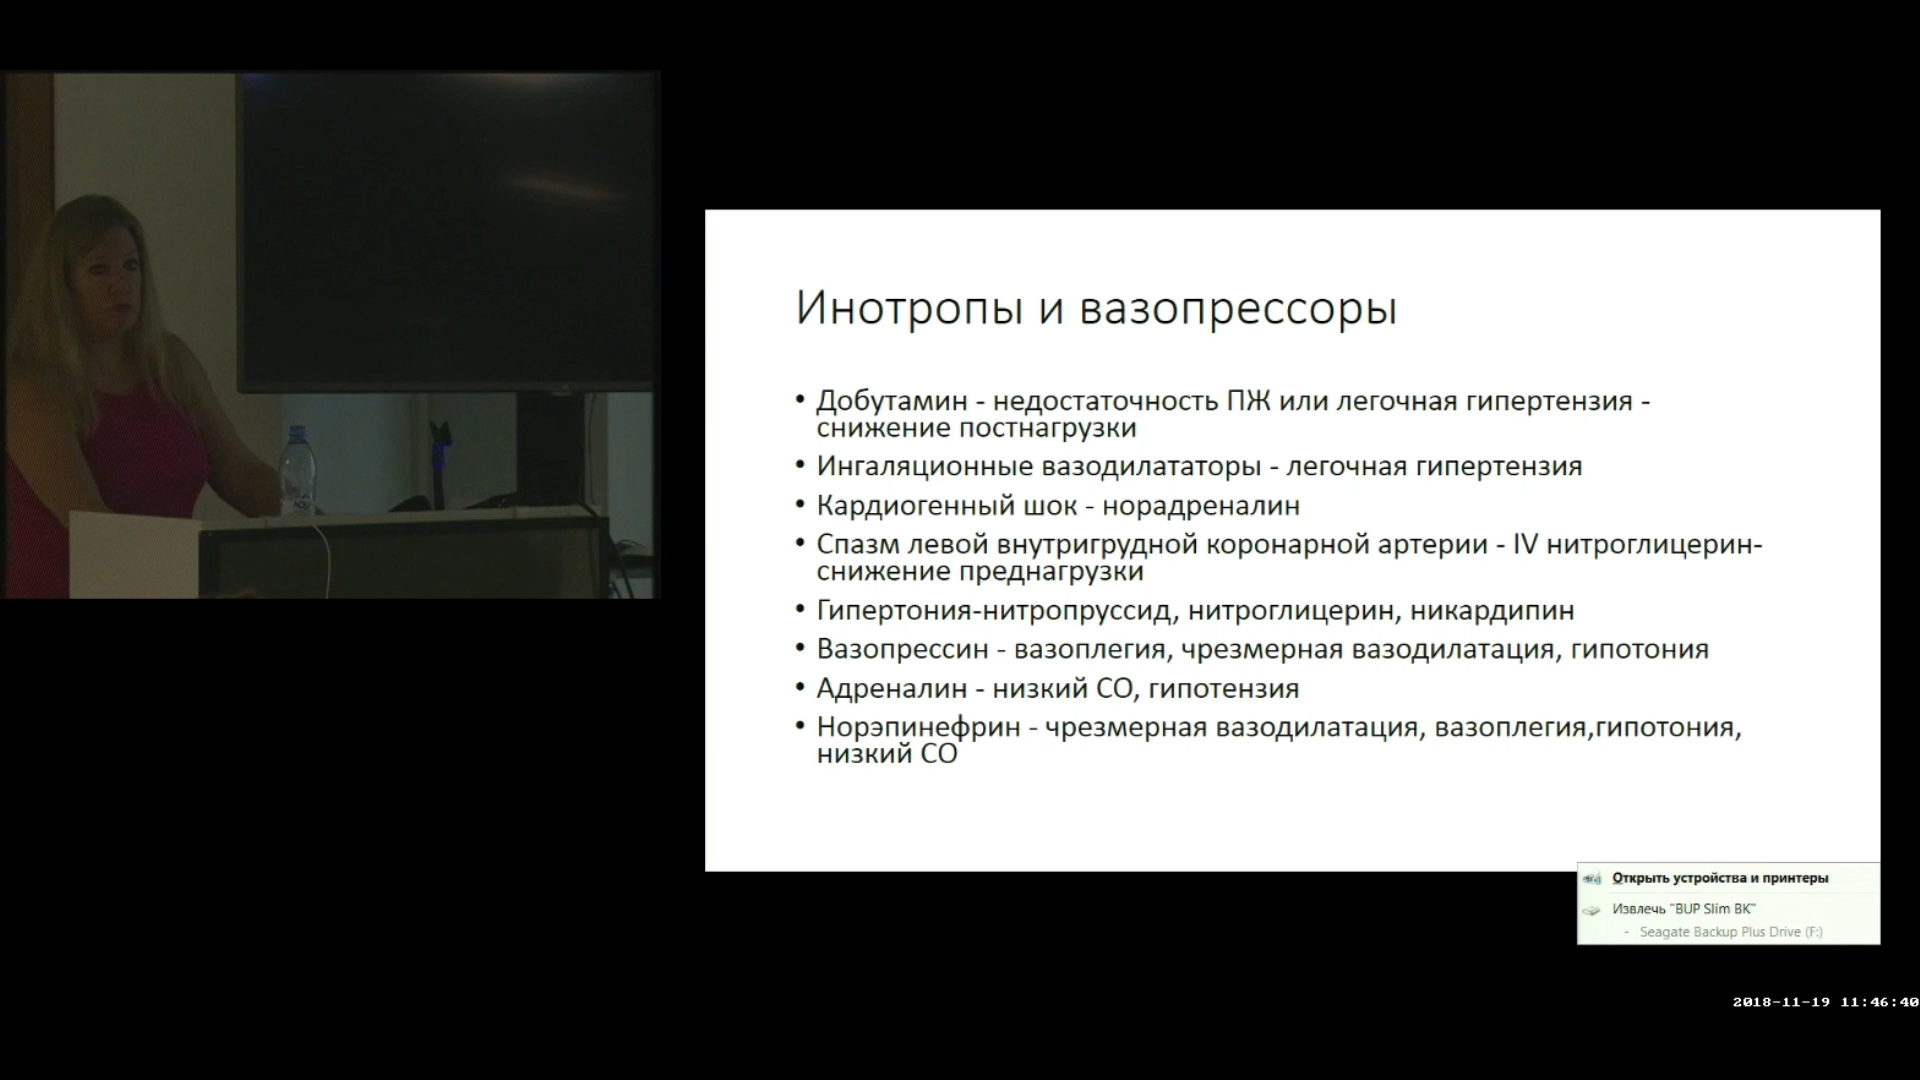 Инотропы и вазопрессоры
• Добутамин - недостаточность ПЖ или легочная гипертензия -
снижение постнагрузки
• Ингаляционные вазодилататоры - легочная гипертензия
• Кардиогенный шок - норадреналин
• Спазм левой внутригрудной коронарной артерии - IV нитроглицерин-
снижение преднагрузки
• Гипертония-нитропруссид, нитроглицерин, никардипин
• Вазопрессин - вазоплегия, чрезмерная вазодилатация, гипотония
• Адреналин - низкий СО, гипотензия
• Норэпинефрин - чрезмерная вазодилатация, вазоплегия,гипотония,
низкий СО
Открыть устройства и принтеры
Извлечь "BUP Slim BK"
- Seagate Backup Plus Drive (F:)
2018-11-19 11:46:40